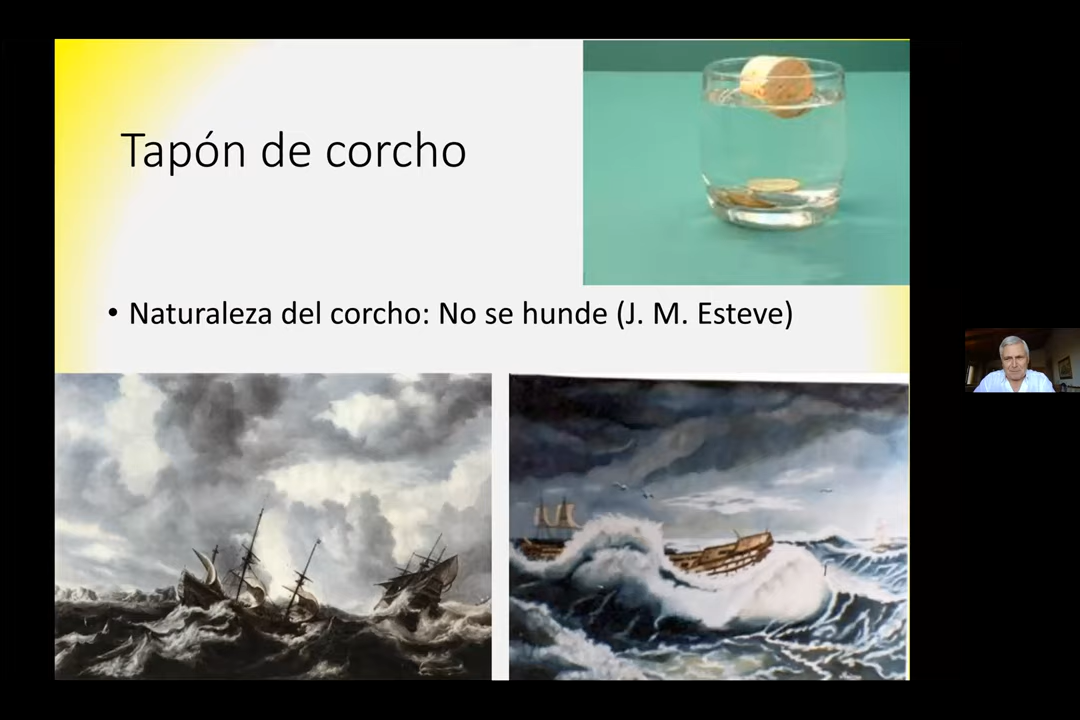 Tapón de corcho
• Naturaleza del corcho: No se hunde (J. M. Esteve)